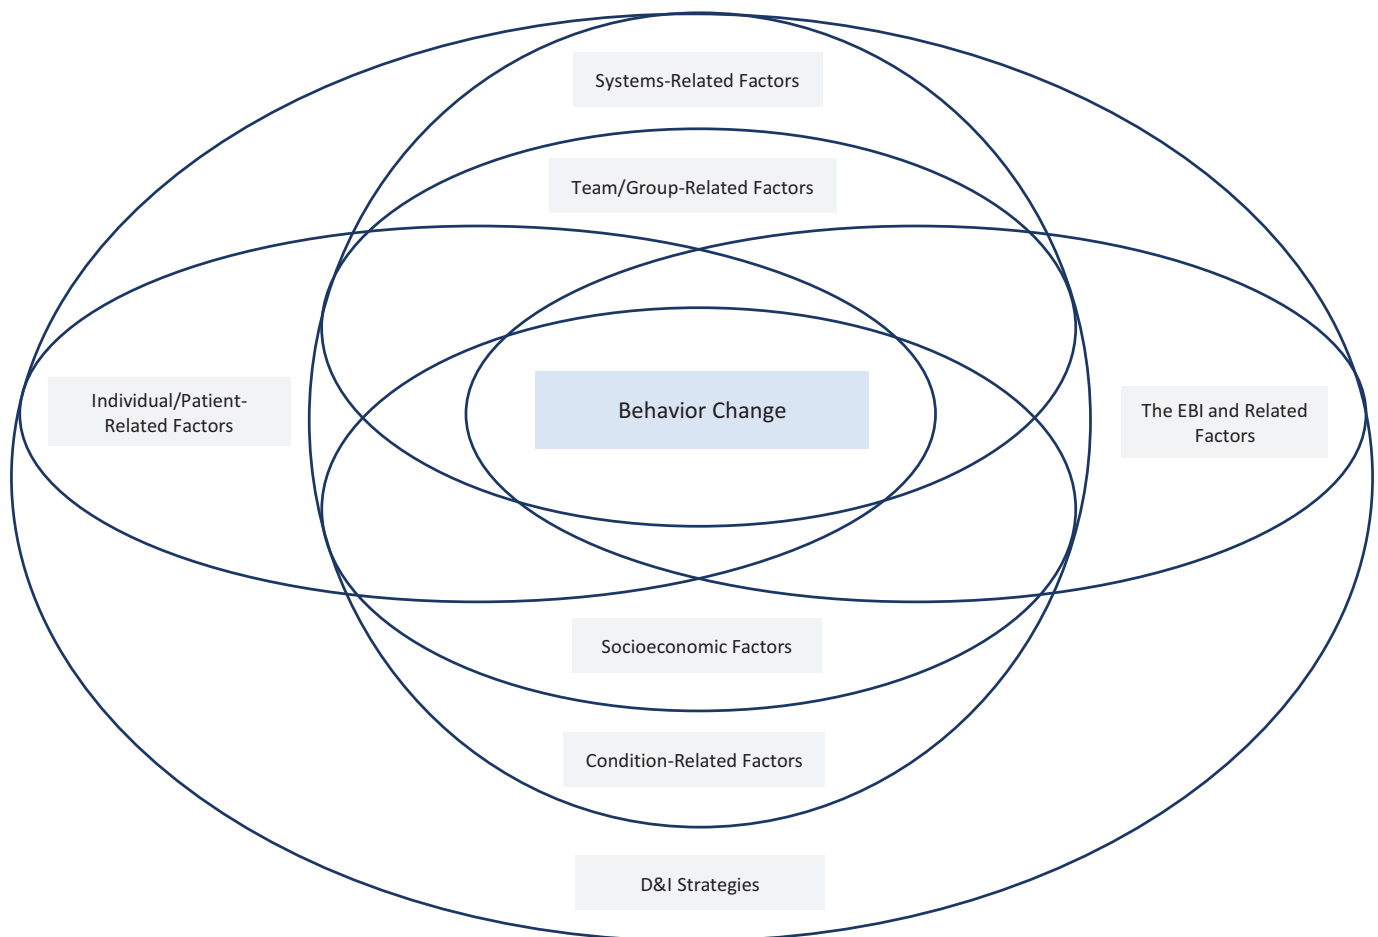 Systems-Related Factors
Team/Group-Related Factors
Individual/Patient-
Related Factors
Behavior Change
The EBI and Related
Factors
Socioeconomic Factors
Condition-Related Factors
D&I Strategies